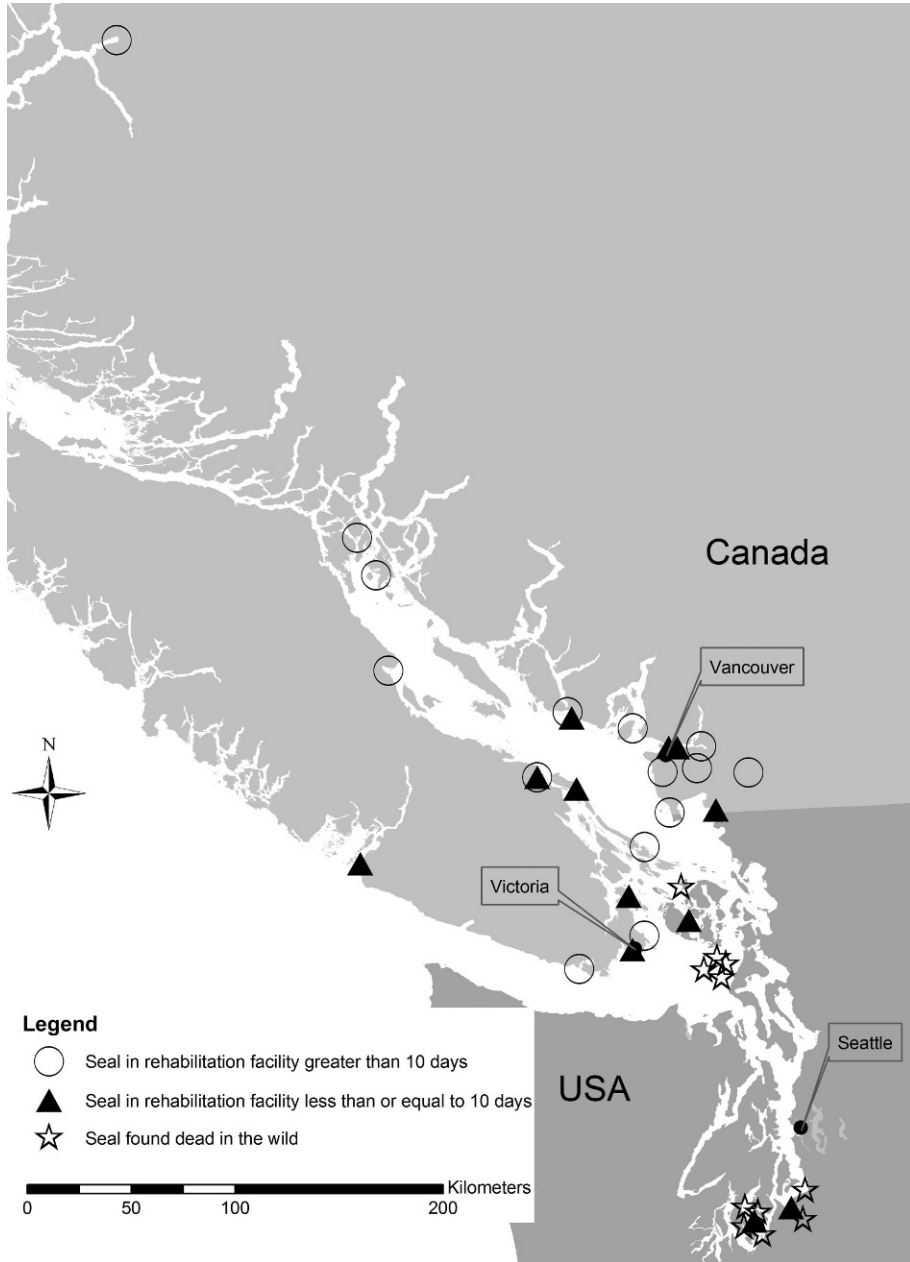 Canada
Vancouver
N
Victoria
Legend
Seal in rehabilitation facility greater than 10 days
Seal in rehabilitation facility less than or equal to 10 days
Seal found dead in the wild
Seattle
USA
Kilometers
0 50 100 200